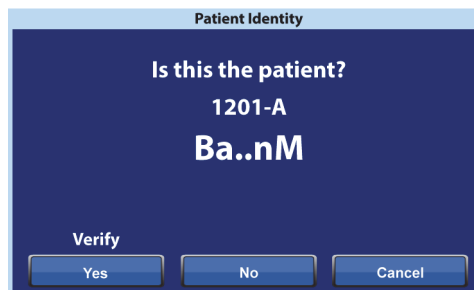 Patient Identity
Is this the patient?
1201-A
Ba..nM
Verify
Yes No Cancel